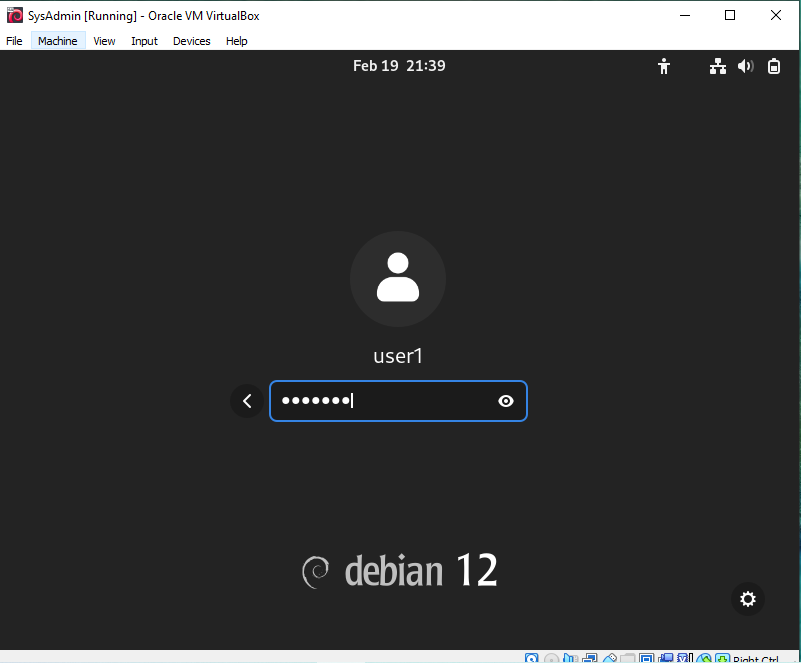 SysAdmin [Running] - Oracle VM VirtualBox
File Machine View Input Devices Help
Feb 19 21:39
user1
debian 12
Right Ctrl